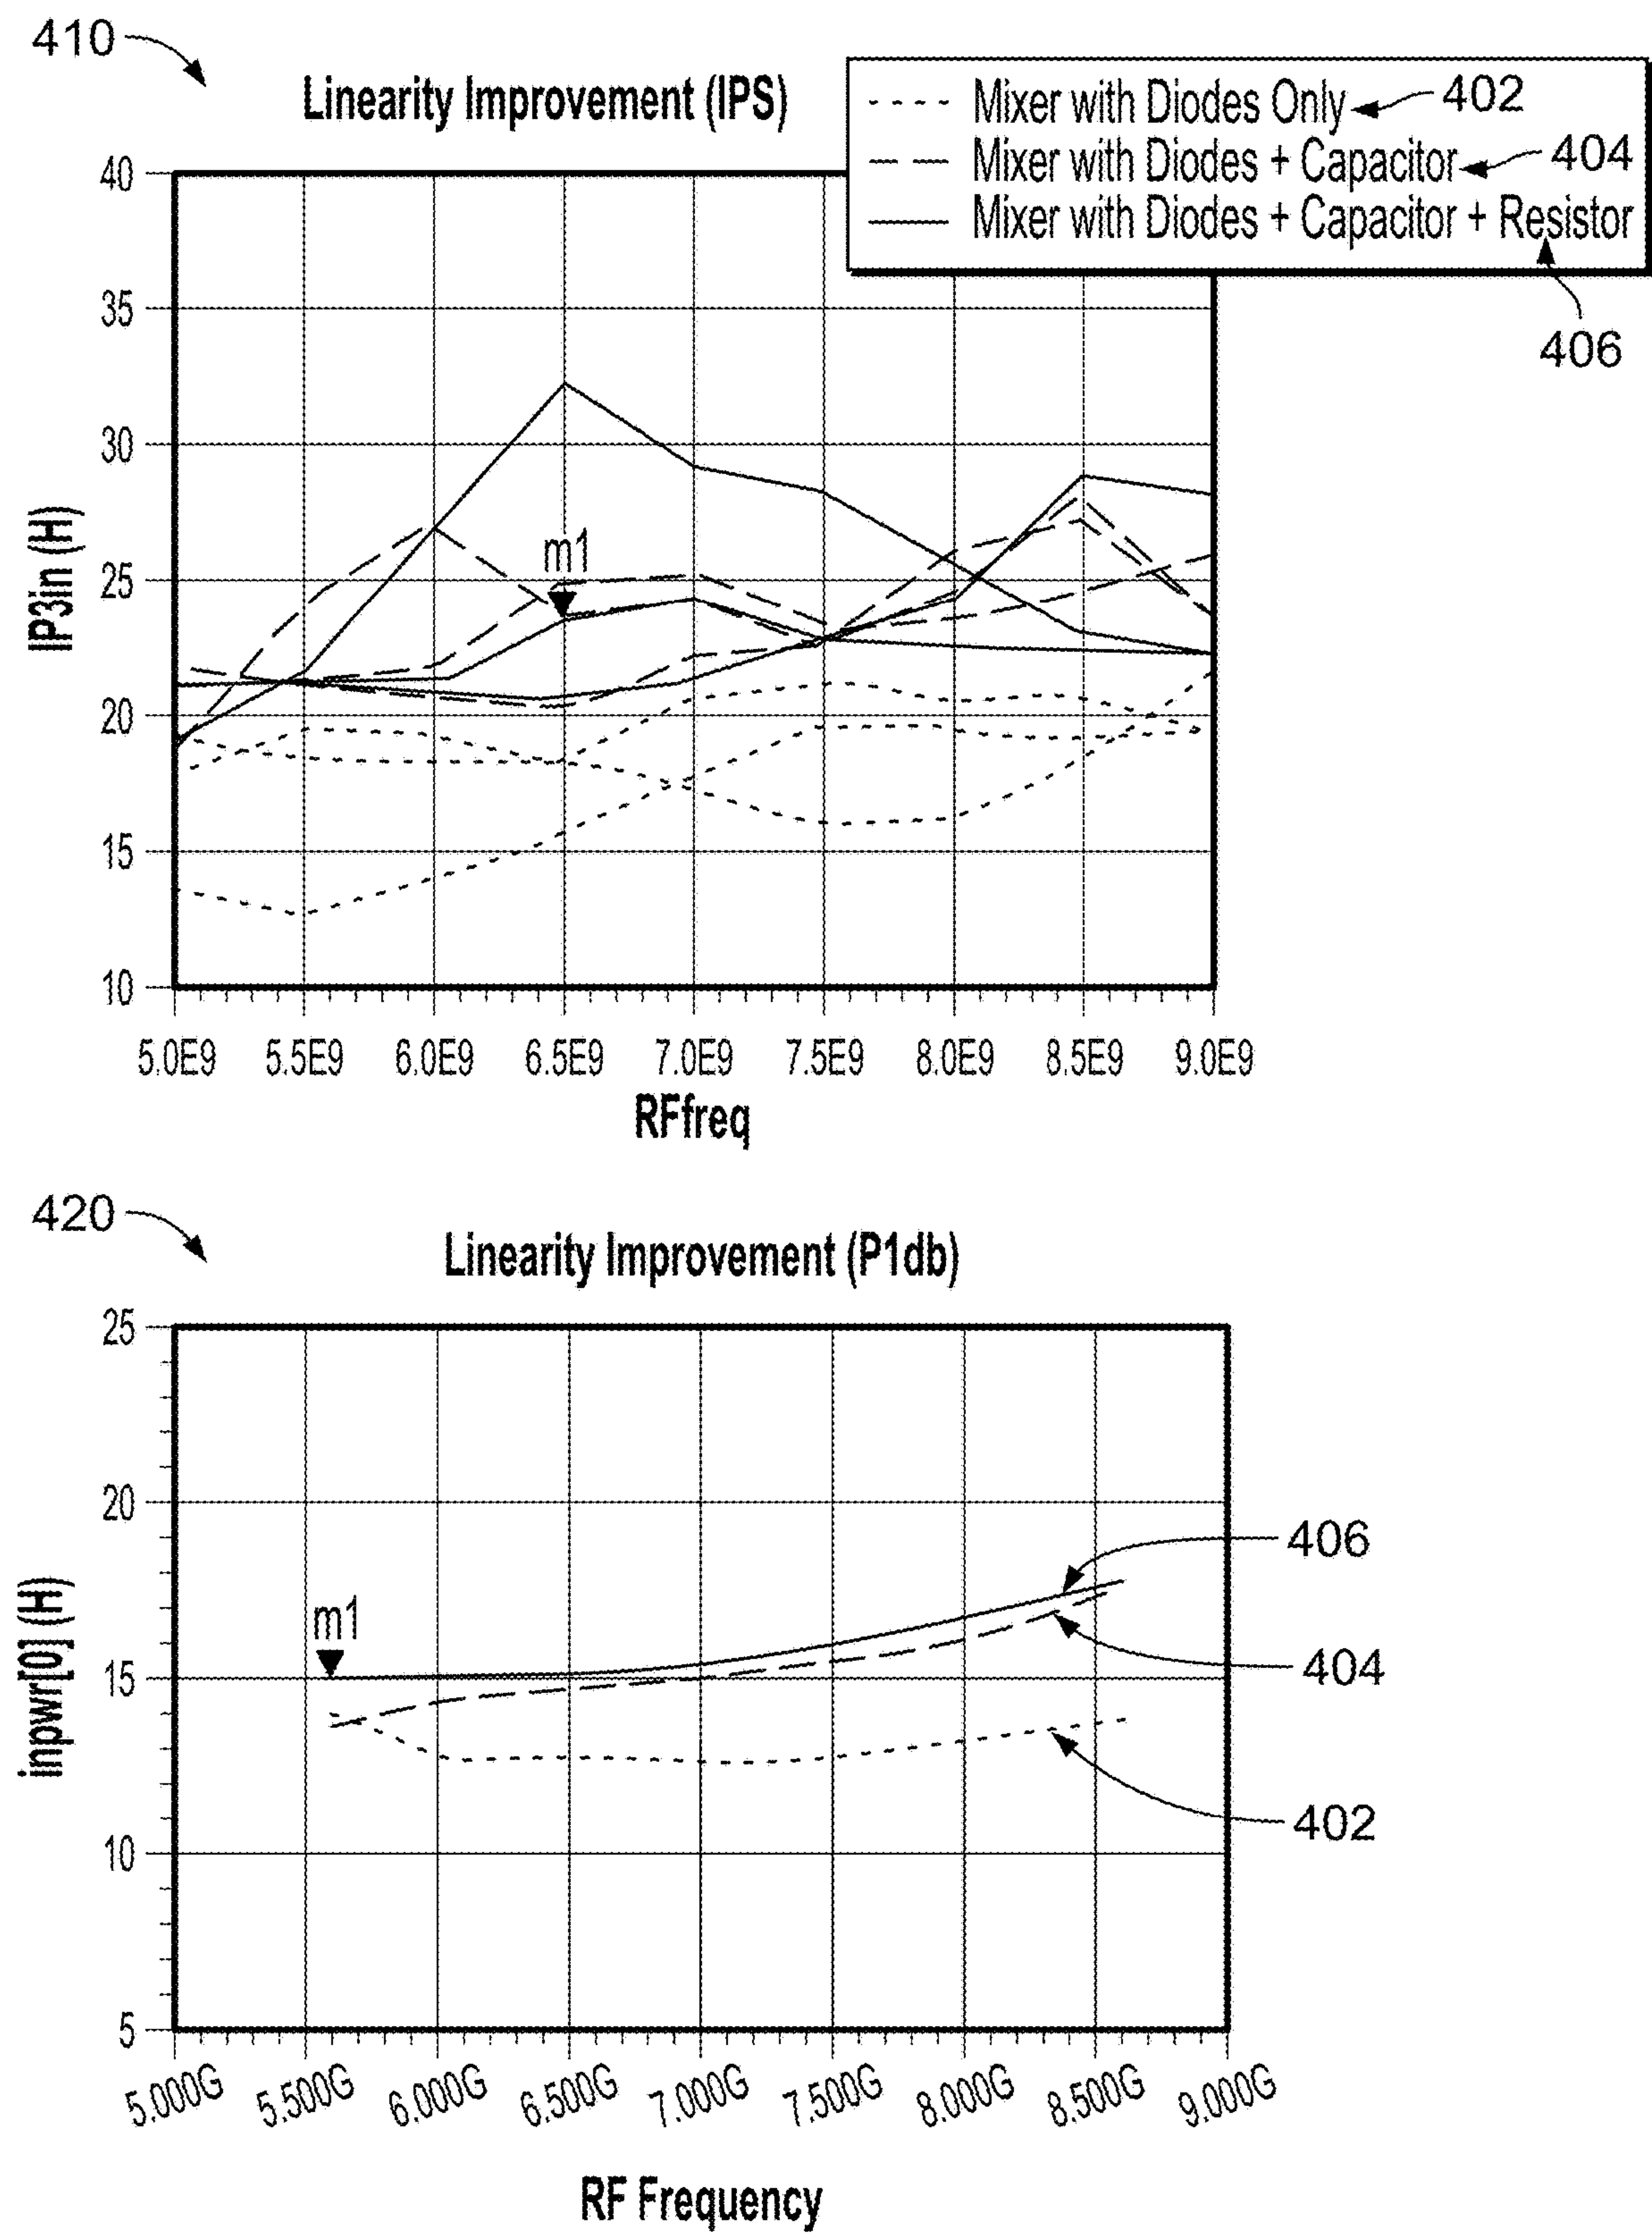 410
Linearity Improvement (IPS)
Mixer with Diodes Only 402
Mixer with Diodes + Capacitor 404
Mixer with Diodes + Capacitor + Resistor
406
40
35
30
25
20
15
10
IP3in (H)
m1
5.0E9 5.5E9 6.0E9 6.5E9 7.0E9 7.5E9 8.0E9 8.5E9 9.0E9
RFfreq
420
Linearity Improvement (P1db)
25
20
15
10
5
inpwr[0] (H)
m1
406
404
402
5.000G 5.500G 6.000G 6.500G 7.000G 7.500G 8.000G 8.500G 9.000G
RF Frequency